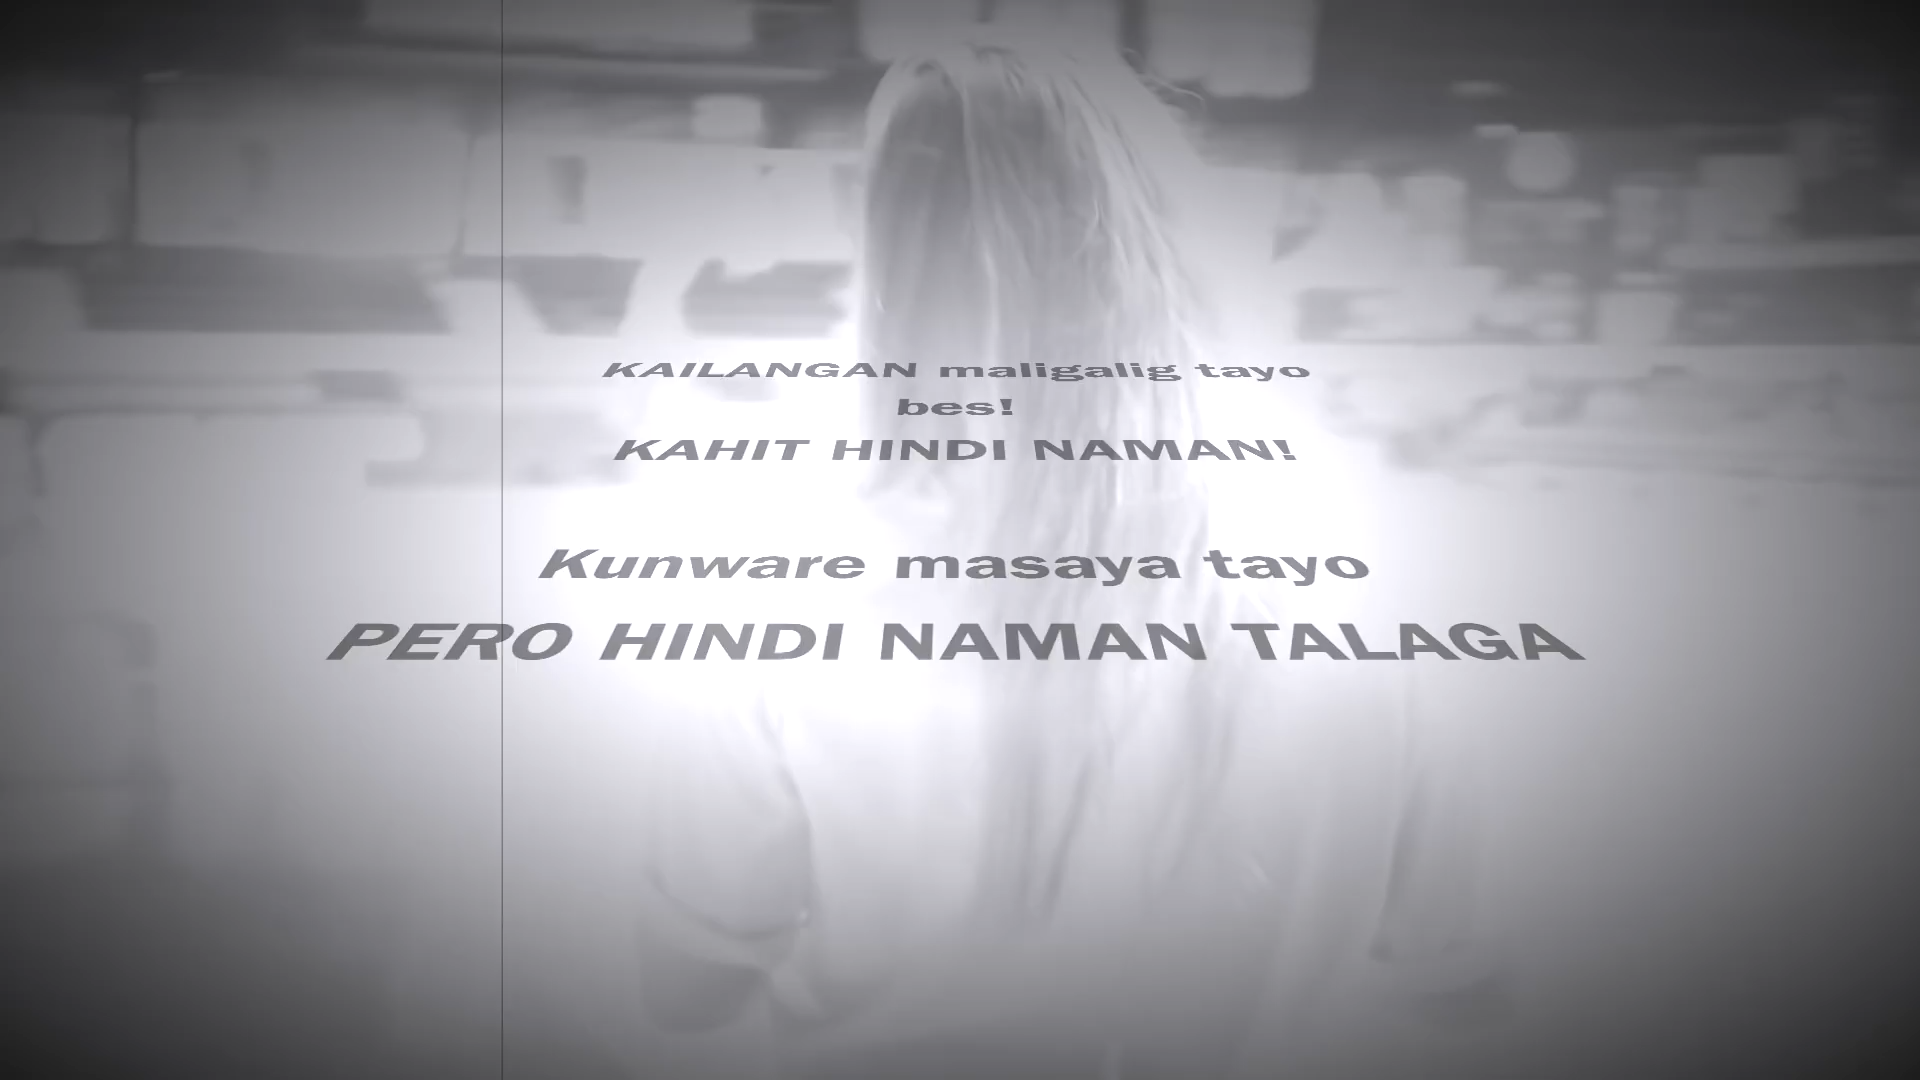 KAILANGAN maligalig tayo
bes!
KAHIT HINDI NAMAN!
Kunware masaya tayo
PERO HINDI NAMAN TALAGA